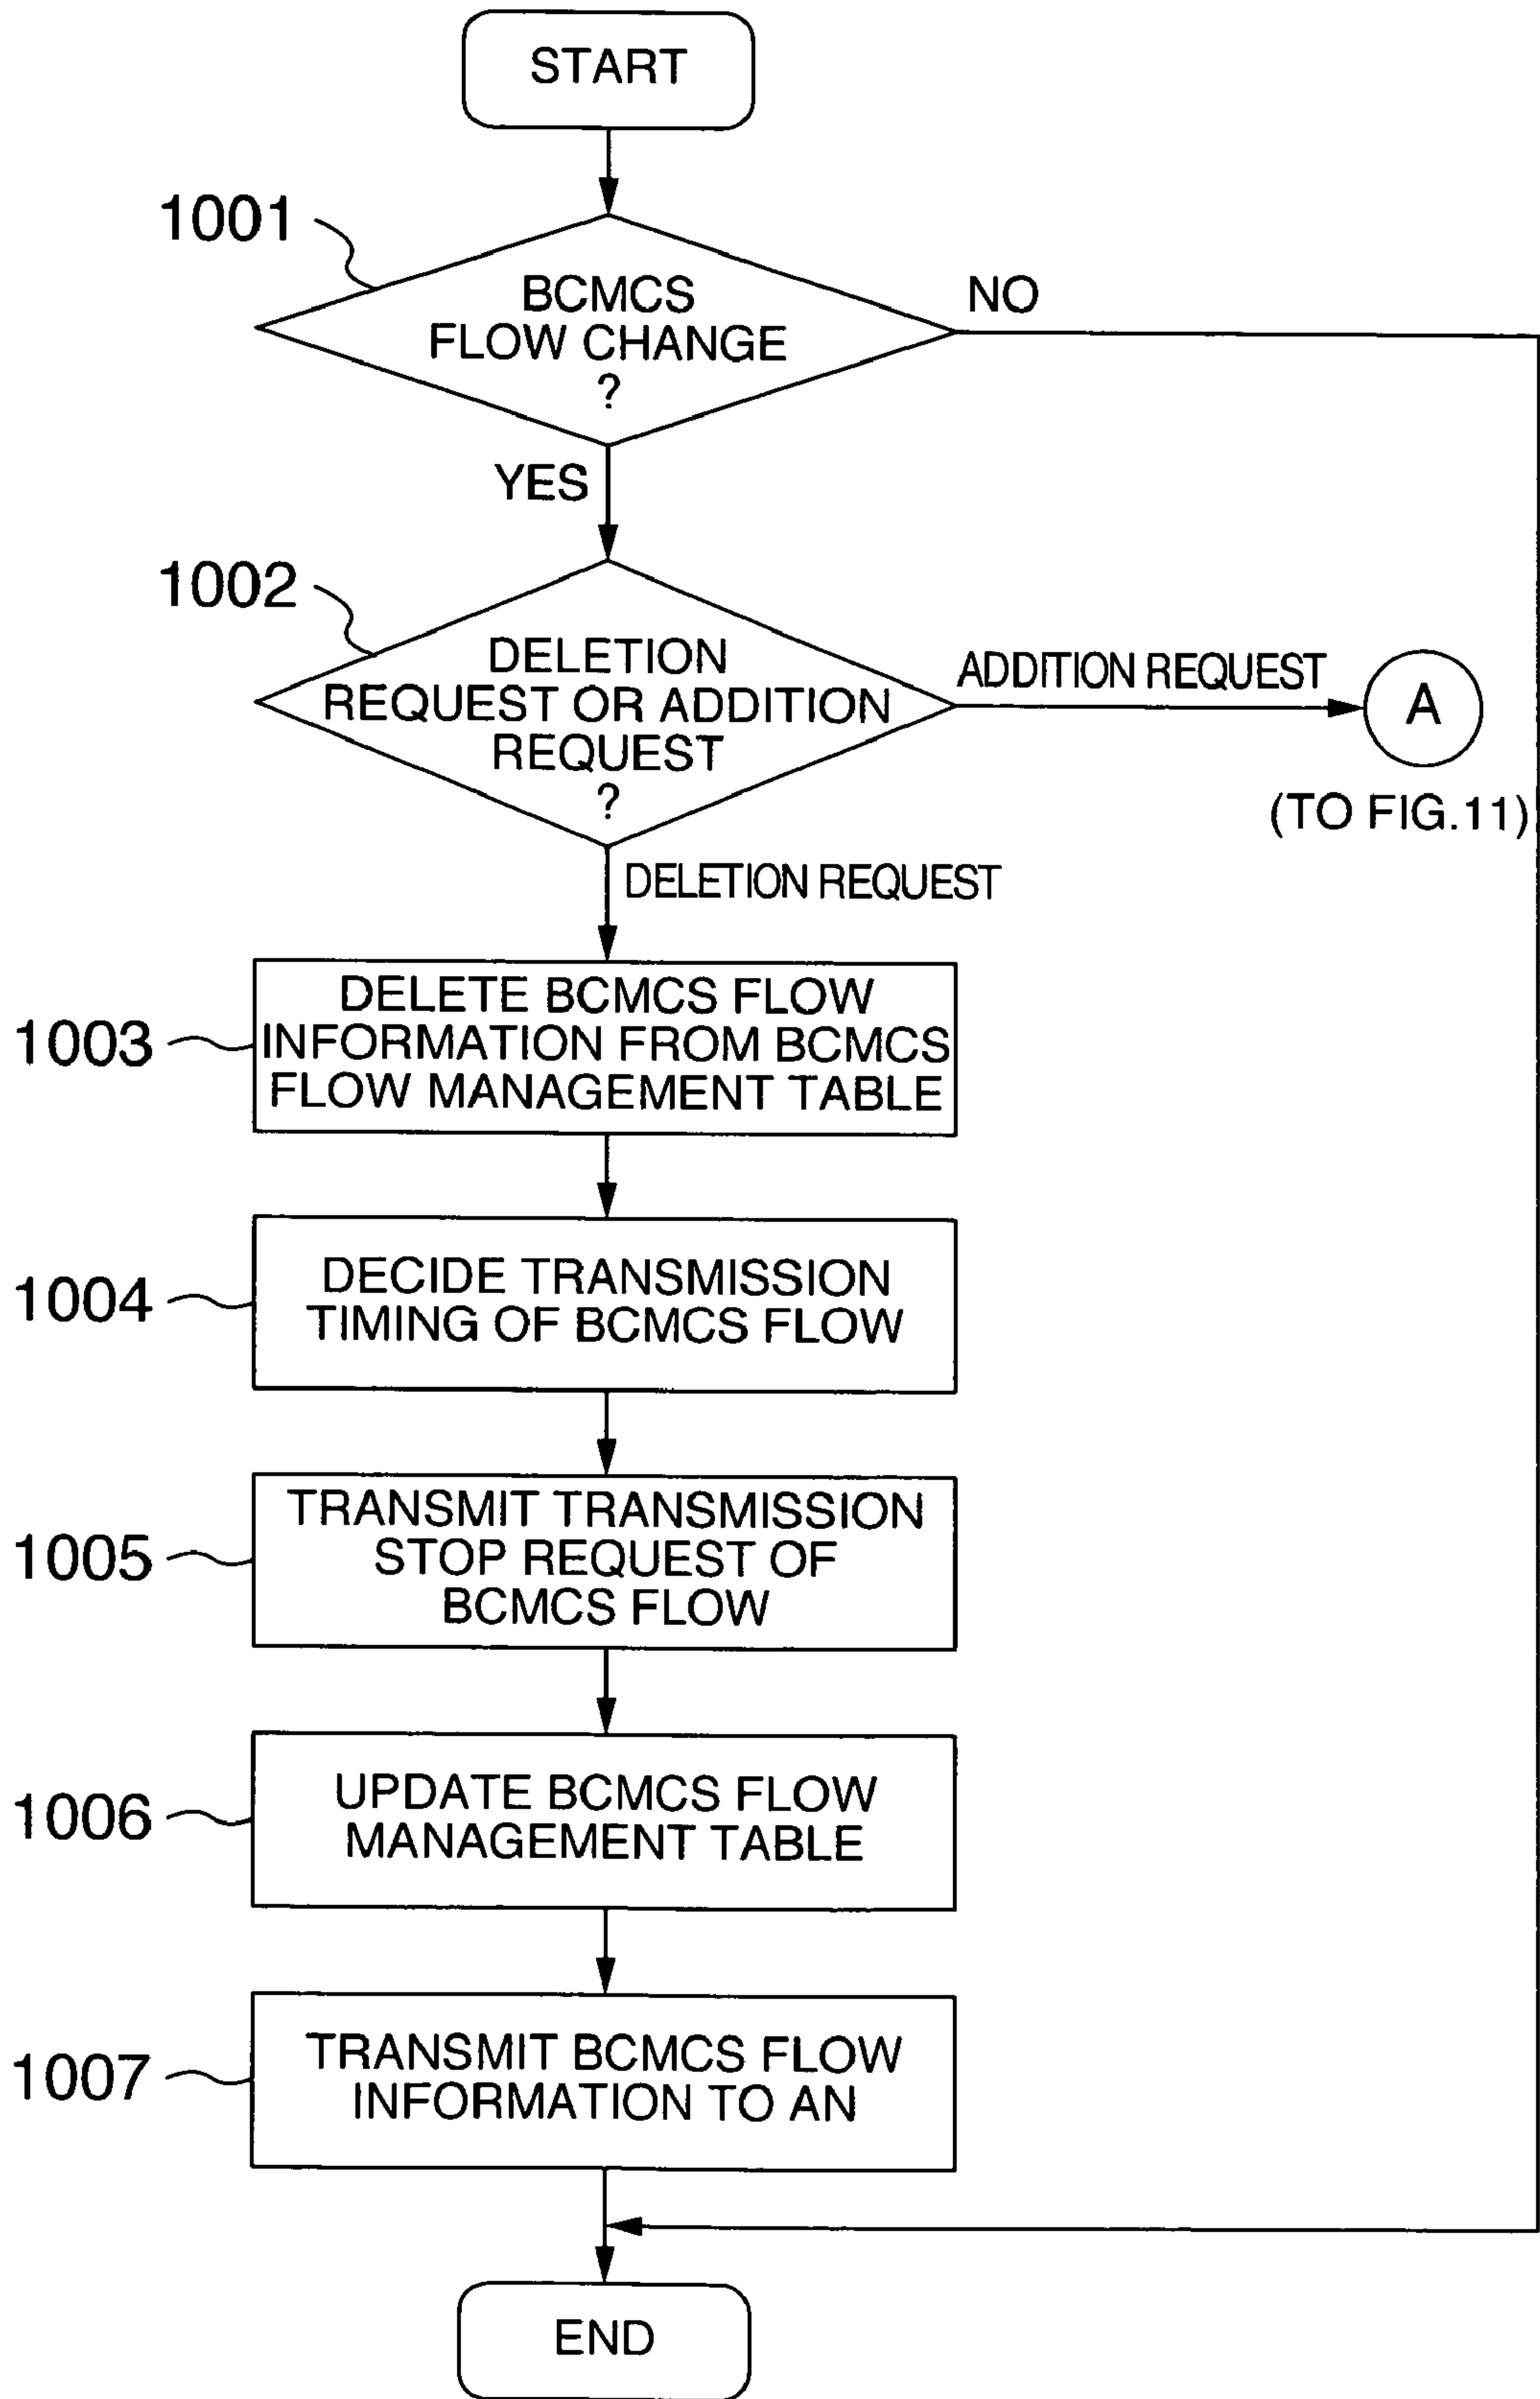 START
1001
BCMCS
FLOW CHANGE
?
NO
YES
1002
DELETION
REQUEST OR ADDITION
REQUEST
?
ADDITION REQUEST
A
(TO FIG.11)
DELETION REQUEST
1003
DELETE BCMCS FLOW
INFORMATION FROM BCMCS
FLOW MANAGEMENT TABLE
1004
DECIDE TRANSMISSION
TIMING OF BCMCS FLOW
1005
TRANSMIT TRANSMISSION
STOP REQUEST OF
BCMCS FLOW
1006
UPDATE BCMCS FLOW
MANAGEMENT TABLE
1007
TRANSMIT BCMCS FLOW
INFORMATION TO AN
END